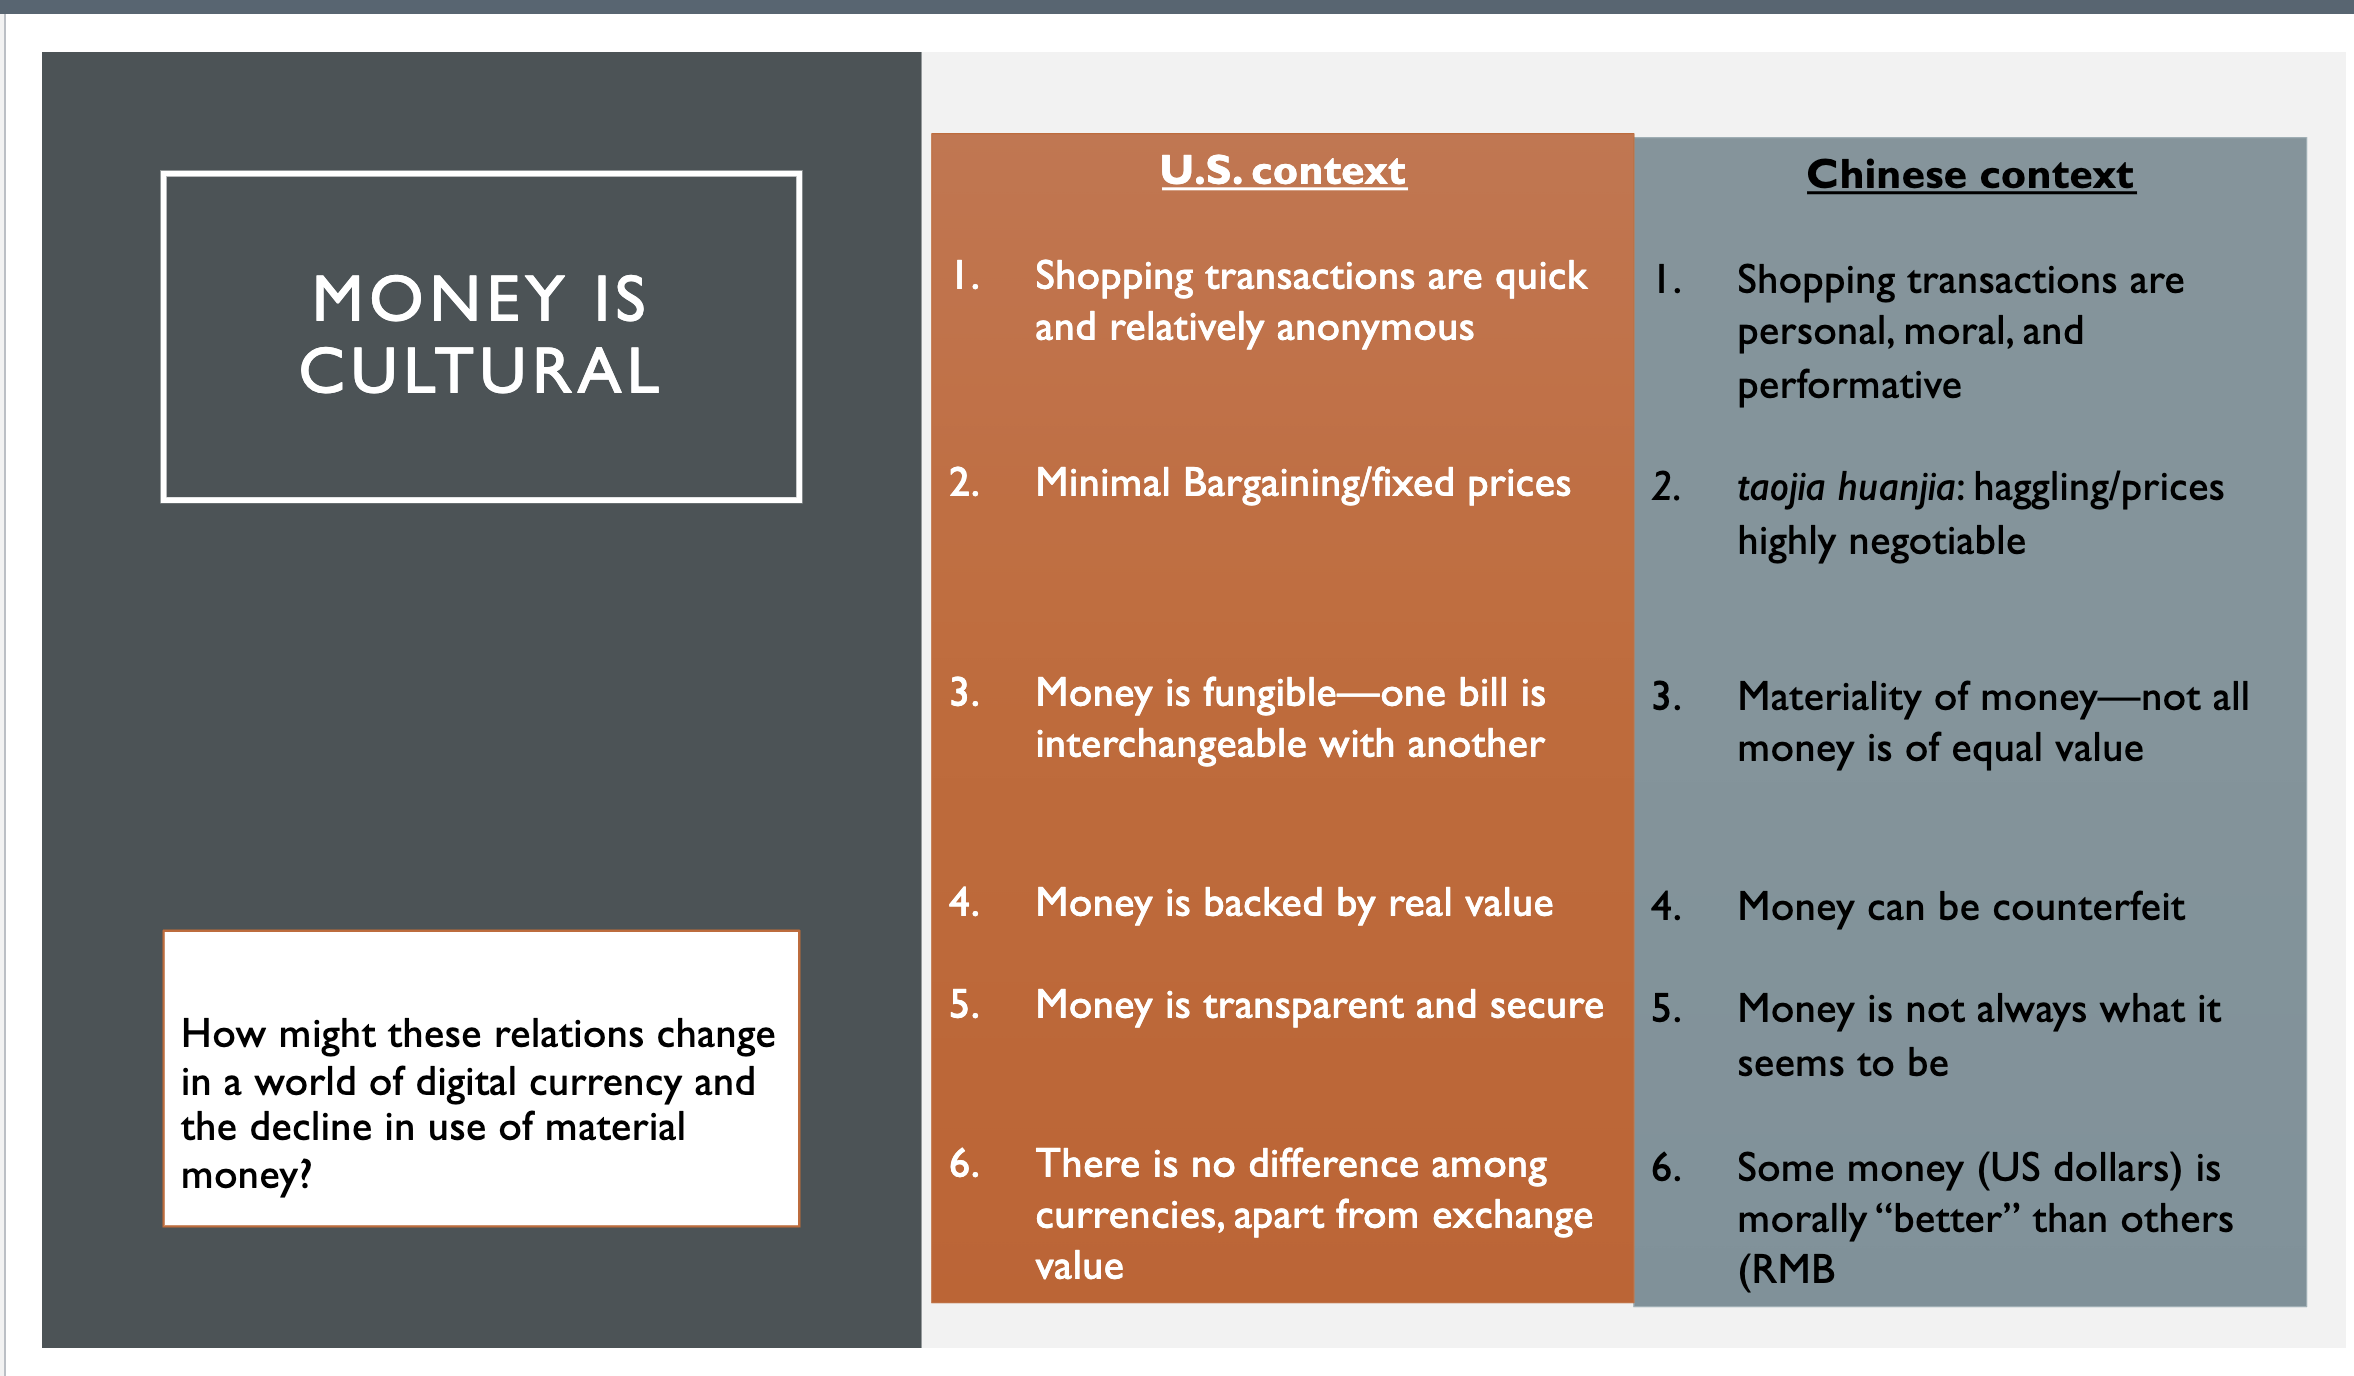 MONEY IS
CULTURAL
How might these relations change
in a world of digital currency and
the decline in use of material
money?
U.S. context
1. Shopping transactions are quick
and relatively anonymous
2. Minimal Bargaining/fixed prices
3. Money is fungible—one bill is
interchangeable with another
4. Money is backed by real value
5. Money is transparent and secure
6. There is no difference among
currencies, apart from exchange
value
Chinese context
1. Shopping transactions are
personal, moral, and
performative
2. taojia huanjia: haggling/prices
highly negotiable
3. Materiality of money—not all
money is of equal value
4. Money can be counterfeit
5. Money is not always what it
seems to be
6. Some money (US dollars) is
morally “better” than others
(RMB